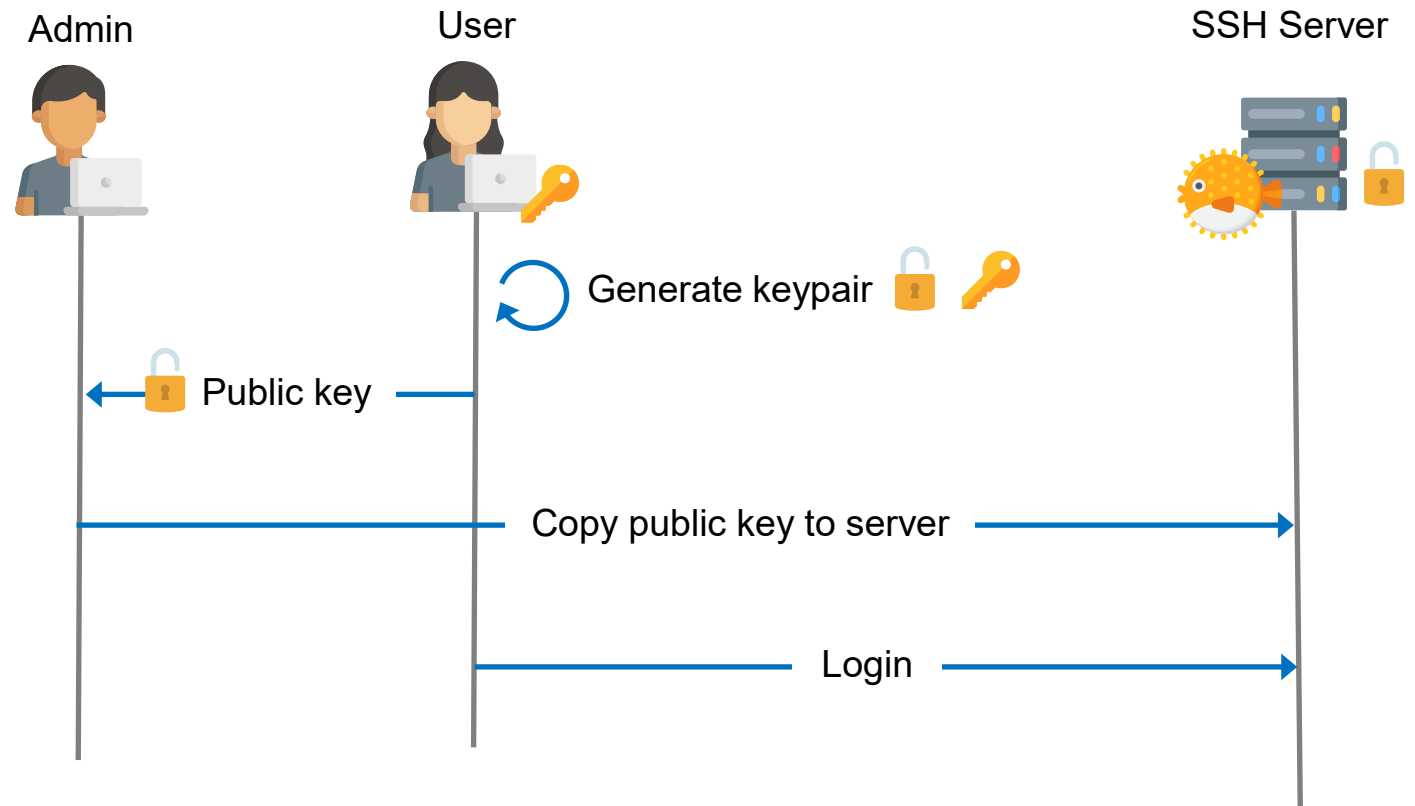 Admin
User
SSH Server
Generate keypair
Public key
Copy public key to server
Login